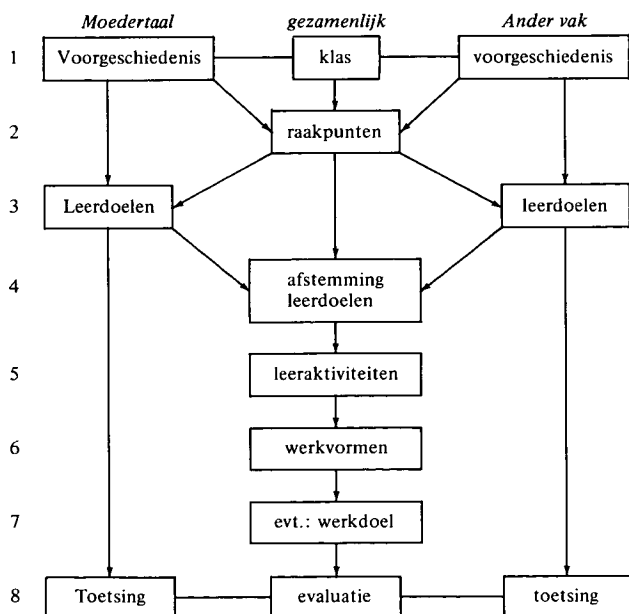 Moedertaal gezamenlijk Ander vak
1 Voorgeschiedenis klas voorgeschiedenis
2 raakpunten
3 Leerdoelen leerdoelen
4 afstemming
leerdoelen
5 leeraktiviteiten
6 werkvormen
7 evt.: werkdoel
8 Toetsing evaluatie toetsing